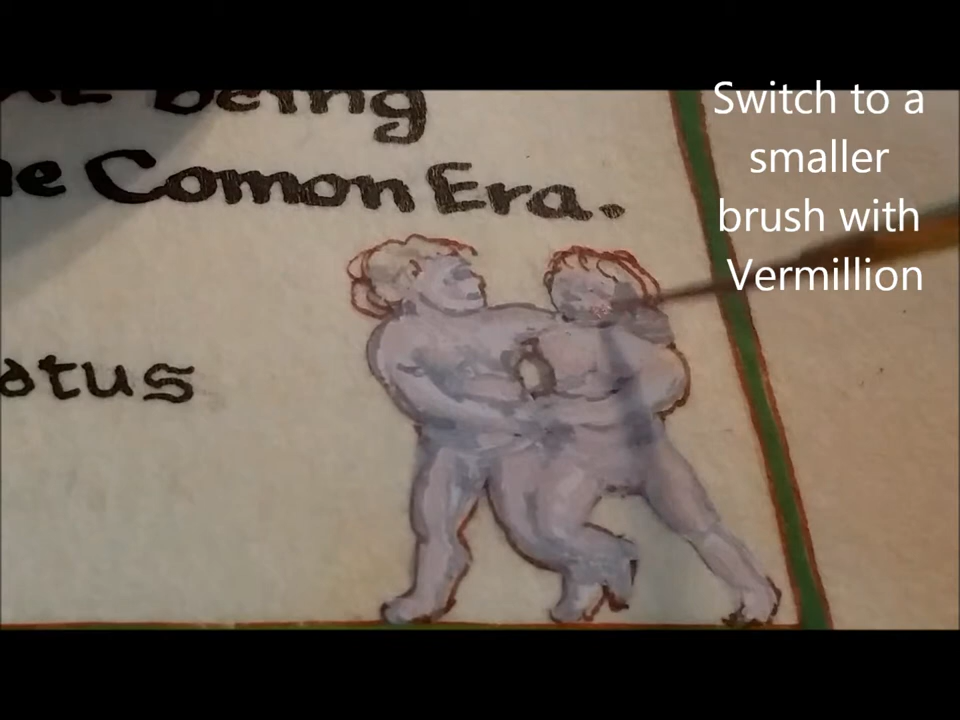 being
Comon Era.
atus
Switch to a
smaller
brush with
Vermillion